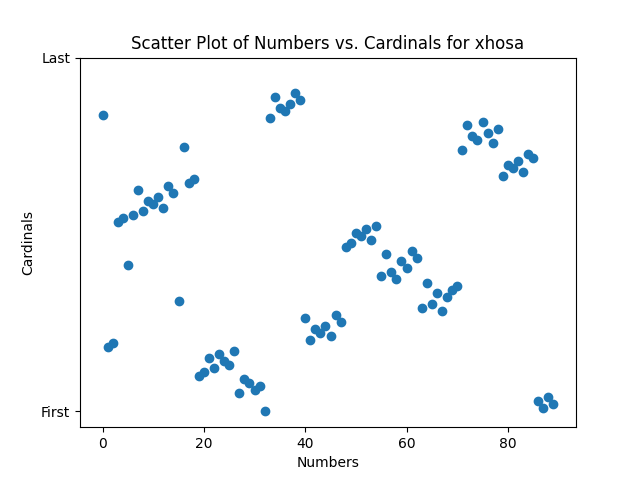 Scatter Plot of Numbers vs. Cardinals for xhosa
Last
Cardinals
First
0 20 40 60 80
Numbers